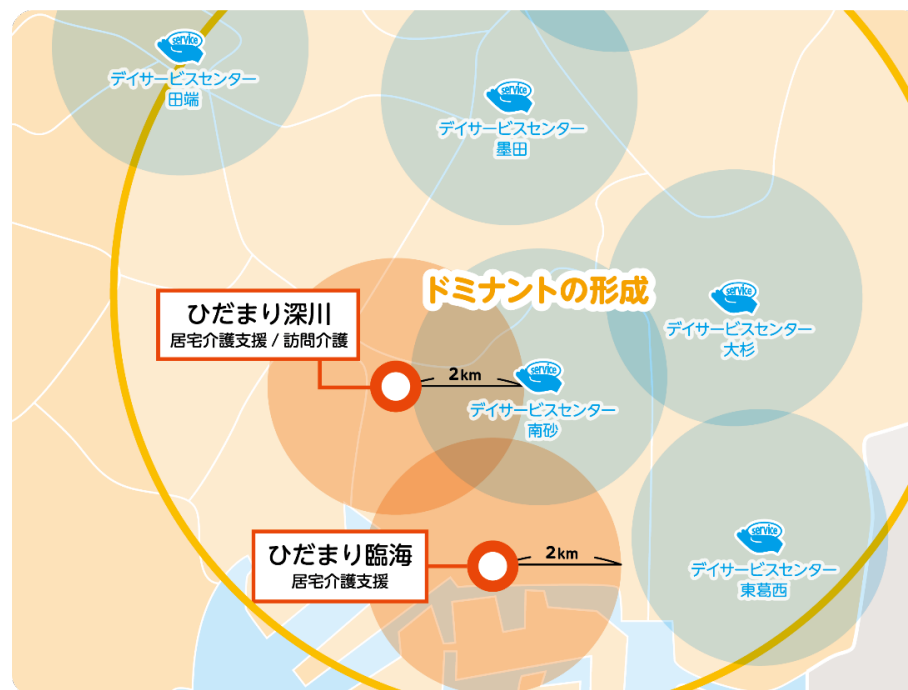 service
デイサービスセンター
田端
service
デイサービスセンター
墨田
ドミナントの形成
service
デイサービスセンター
大杉
ひだまり深川
居宅介護支援 / 訪問介護
2km
service
デイサービスセンター
南砂
ひだまり臨海
居宅介護支援
2km
service
デイサービスセンター
東葛西